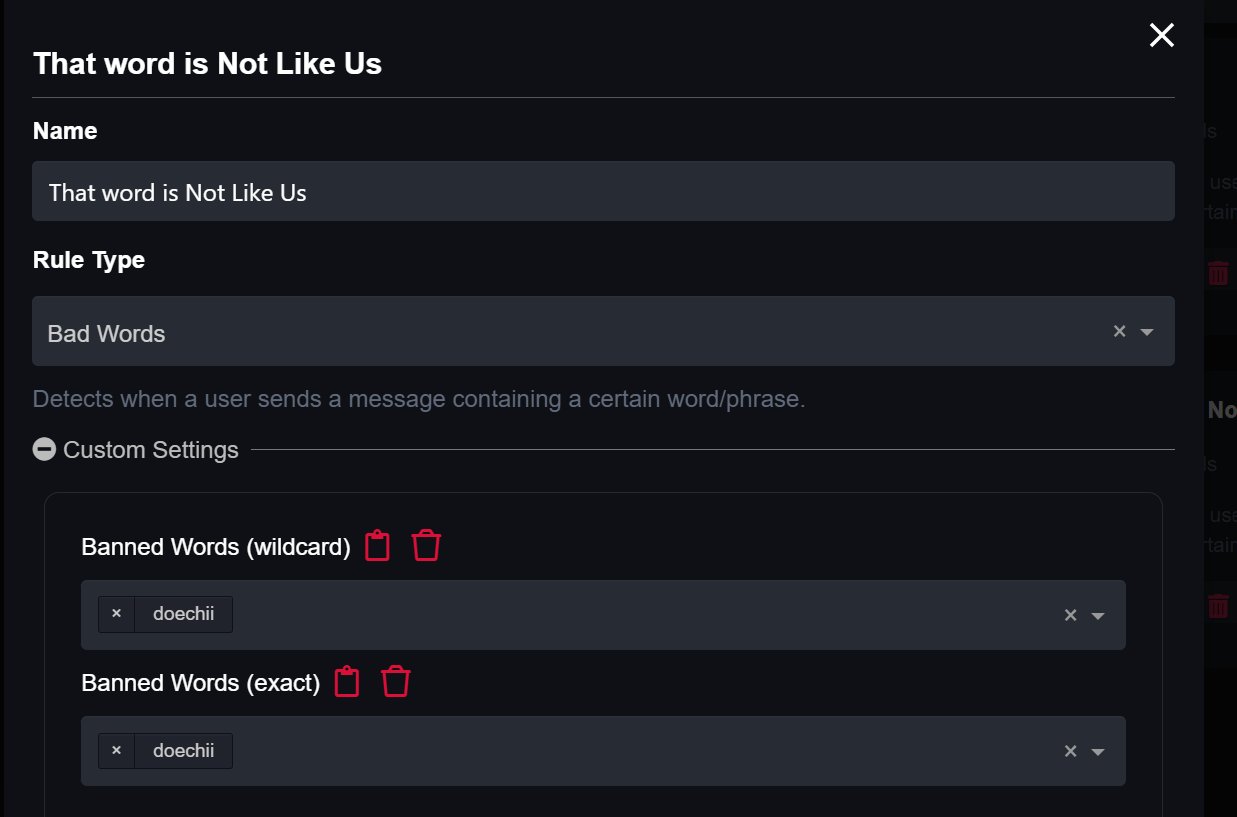 That word is Not Like Us
Name
That word is Not Like Us
Rule Type
Bad Words
Detects when a user sends a message containing a certain word/phrase.
Custom Settings
Banned Words (wildcard)
doechii
Banned Words (exact)
doechii